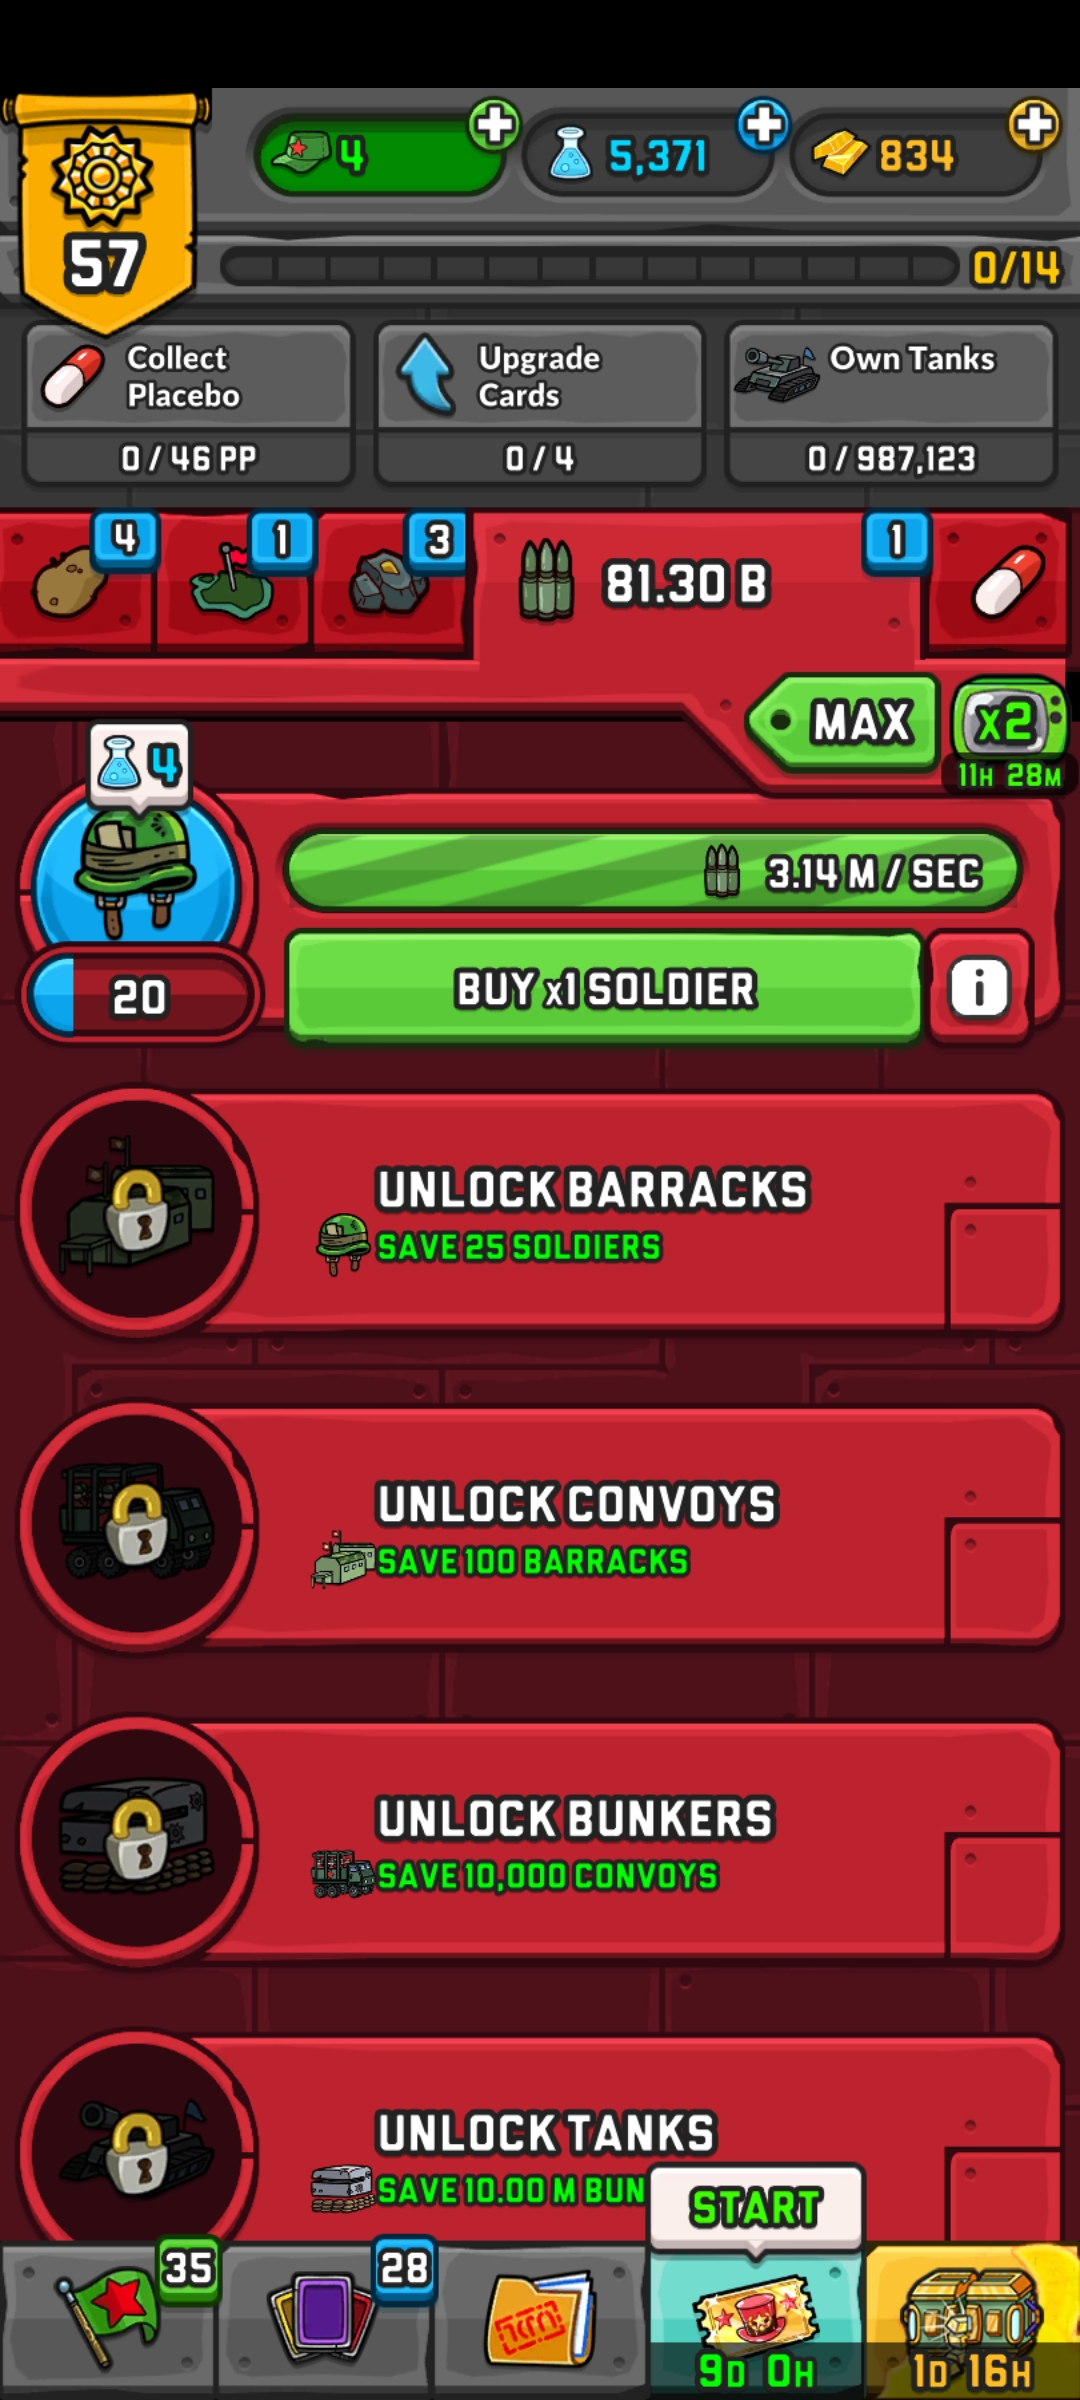 4
5,371
834
57
0/14
Collect
Placebo
0 / 46 PP
Upgrade
Cards
0 / 4
Own Tanks
0 / 987,123
4
1
3
81.30 B
1
MAX
x2
11H 28M
4
3.14 M / SEC
20
BUY x1 SOLDIER
i
UNLOCK BARRACKS
SAVE 25 SOLDIERS
UNLOCK CONVOYS
SAVE 100 BARRACKS
UNLOCK BUNKERS
SAVE 10,000 CONVOYS
UNLOCK TANKS
SAVE 10.00 M BUN
START
35
28
9D 0H
1D 16H